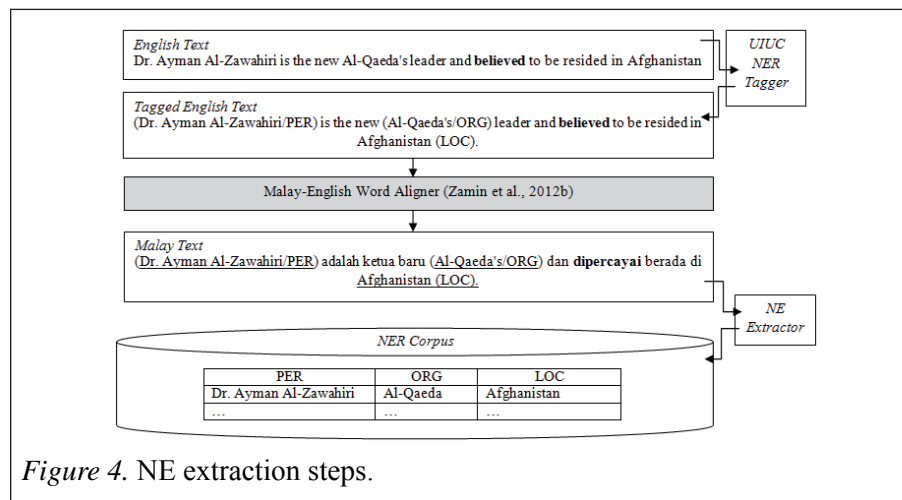 English Text
Dr. Ayman Al-Zawahiri is the new Al-Qaeda's leader and believed to be resided in Afghanistan
UIUC
NER
Tagger
Tagged English Text
(Dr. Ayman Al-Zawahiri/PER) is the new (Al-Qaeda's/ORG) leader and believed to be resided in
Afghanistan (LOC).
Malay-English Word Aligner (Zamin et al., 2012b)
Malay Text
(Dr. Ayman Al-Zawahiri/PER) adalah ketua baru (Al-Qaeda's/ORG) dan dipercayai berada di
Afghanistan (LOC).
NE
Extractor
NER Corpus
PER ORG LOC
Dr. Ayman Al-Zawahiri Al-Qaeda Afghanistan
… … …
Figure 4. NE extraction steps.